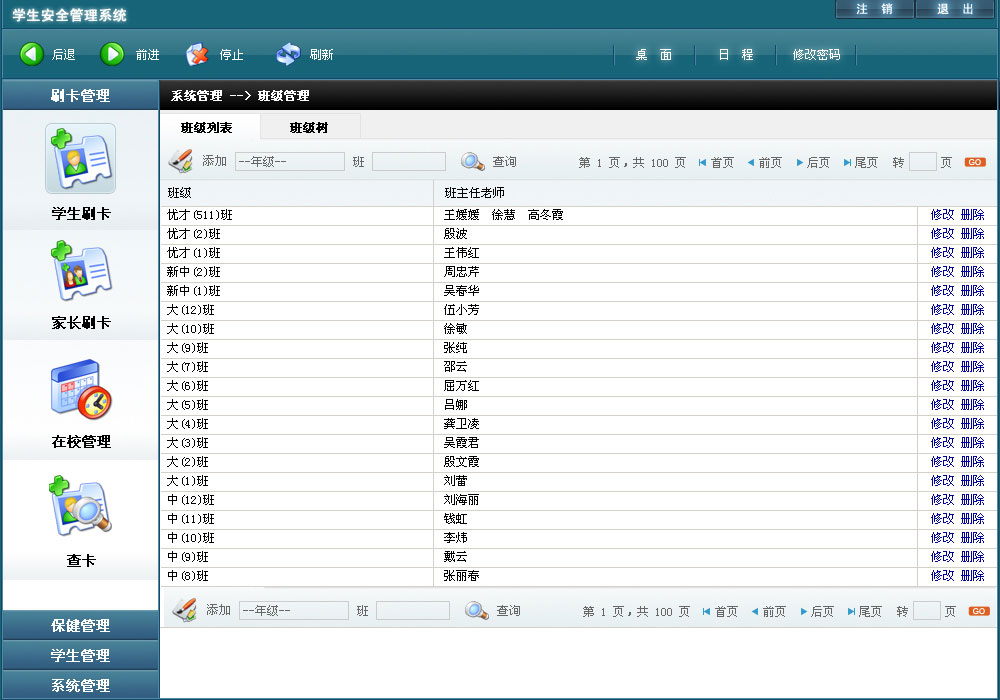 学生安全管理系统
注 销 退 出
后退 前进 停止 刷新 桌 面 日 程 修改密码
刷卡管理
学生刷卡
家长刷卡
在校管理
查卡
保健管理
学生管理
系统管理
系统管理 --> 班级管理
班级列表 班级树
添加 --年级-- 班 查询 第 1 页,共 100 页 首页 前页 后页 尾页 转 页 GO
班级 班主任老师
忧才(511)班 王媛媛 徐慧 高冬霞 修改 删除
忧才(2)班 殷波 修改 删除
忧才(1)班 王伟红 修改 删除
新中(2)班 周忠芹 修改 删除
新中(1)班 吴春华 修改 删除
大(12)班 伍小芳 修改 删除
大(10)班 徐敏 修改 删除
大(9)班 张纯 修改 删除
大(7)班 邵云 修改 删除
大(6)班 屈万红 修改 删除
大(5)班 吕娜 修改 删除
大(4)班 龚卫凌 修改 删除
大(3)班 吴霞君 修改 删除
大(2)班 殷文霞 修改 删除
大(1)班 刘蕾 修改 删除
中(12)班 刘海丽 修改 删除
中(11)班 钱虹 修改 删除
中(10)班 李炜 修改 删除
中(9)班 戴云 修改 删除
中(8)班 张丽春 修改 删除
添加 --年级-- 班 查询 第 1 页,共 100 页 首页 前页 后页 尾页 转 页 GO